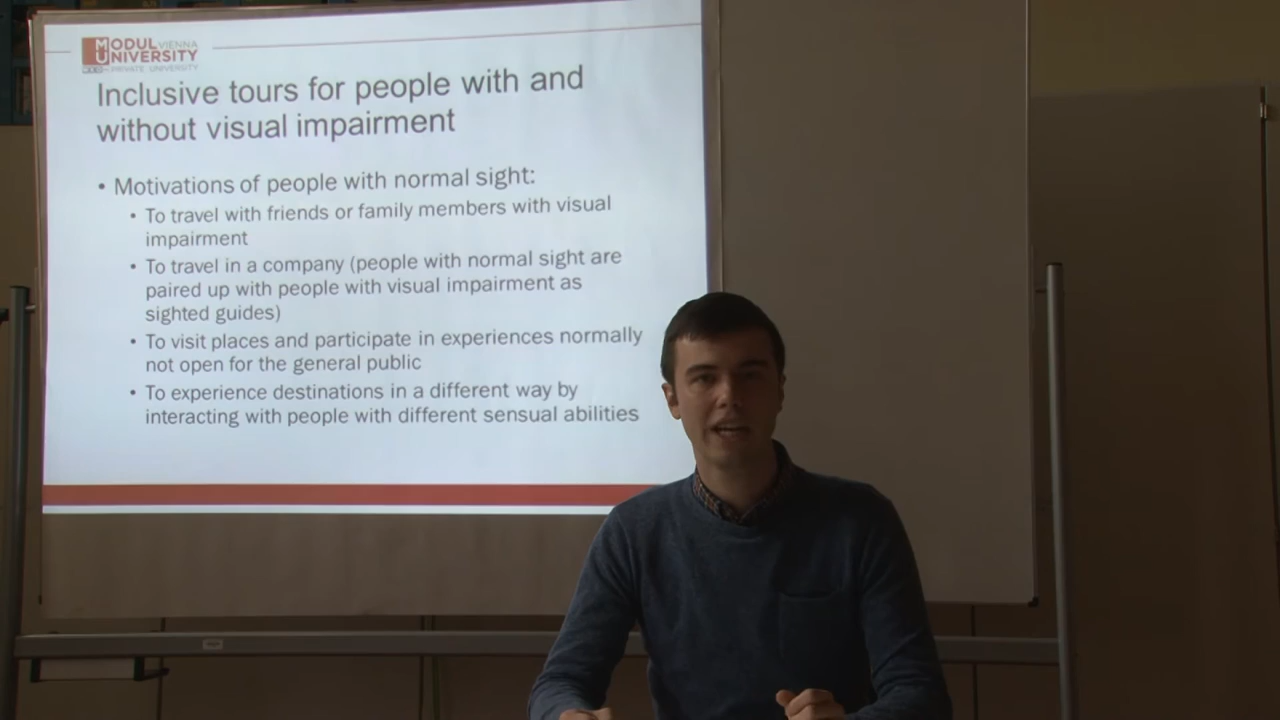 MODUL VIENNA
UNIVERSITY
PRIVATE UNIVERSITY
Inclusive tours for people with and
without visual impairment
• Motivations of people with normal sight:
• To travel with friends or family members with visual
impairment
• To travel in a company (people with normal sight are
paired up with people with visual impairment as
sighted guides)
• To visit places and participate in experiences normally
not open for the general public
• To experience destinations in a different way by
interacting with people with different sensual abilities